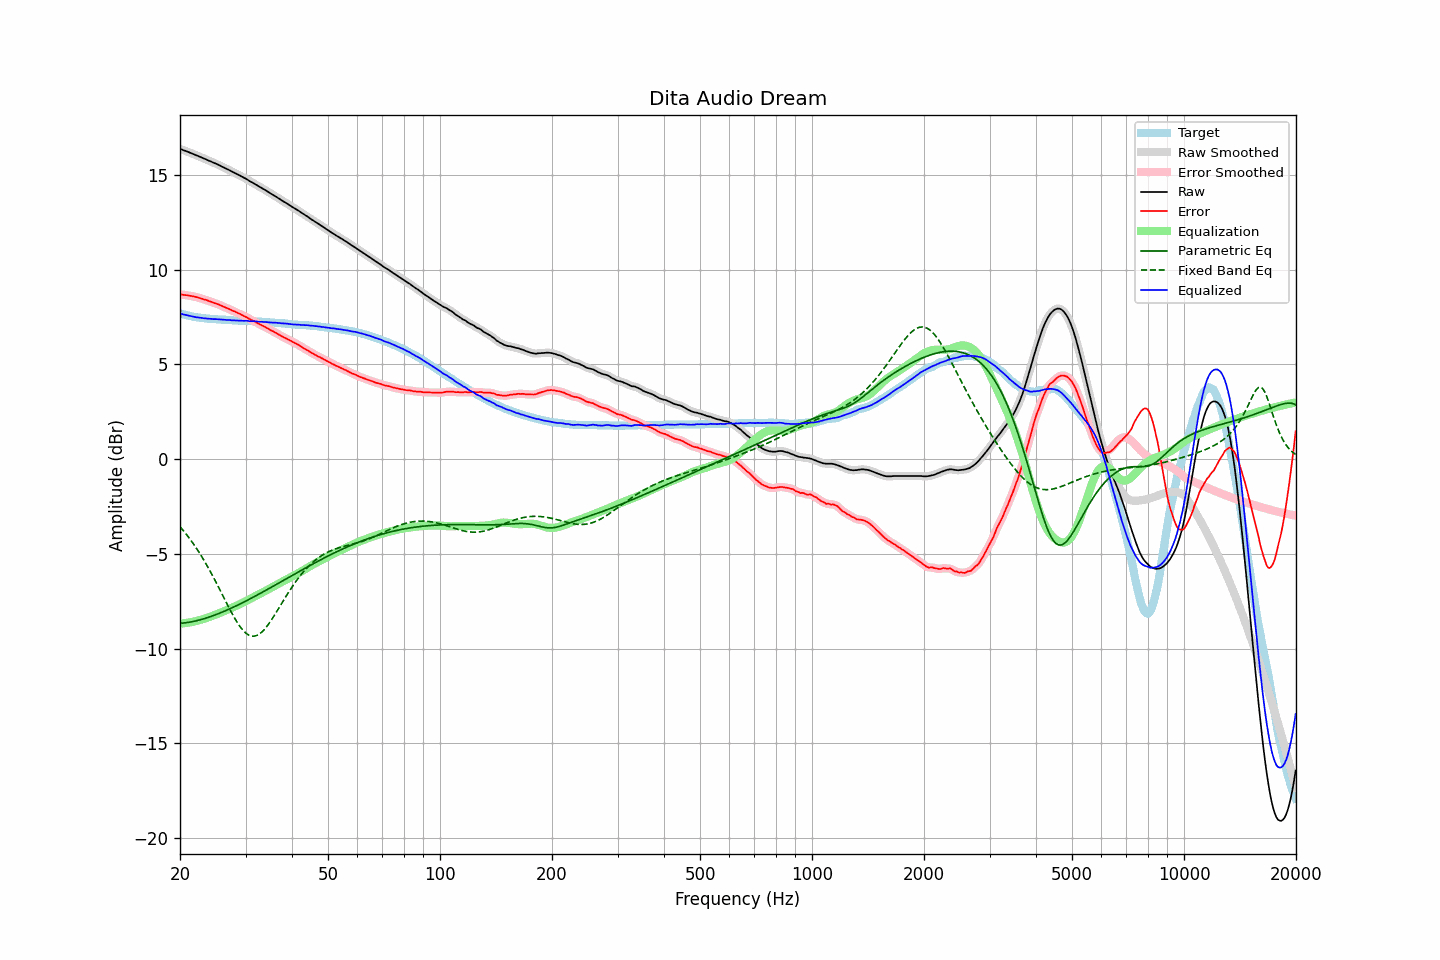 Dita Audio Dream
Target
Raw Smoothed
Error Smoothed
Raw
Error
Equalization
Parametric Eq
Fixed Band Eq
Equalized
Amplitude (dBr)
15
10
5
0
−5
−10
−15
−20
20
50
100
200
500
1000
2000
5000
10000
20000
Frequency (Hz)